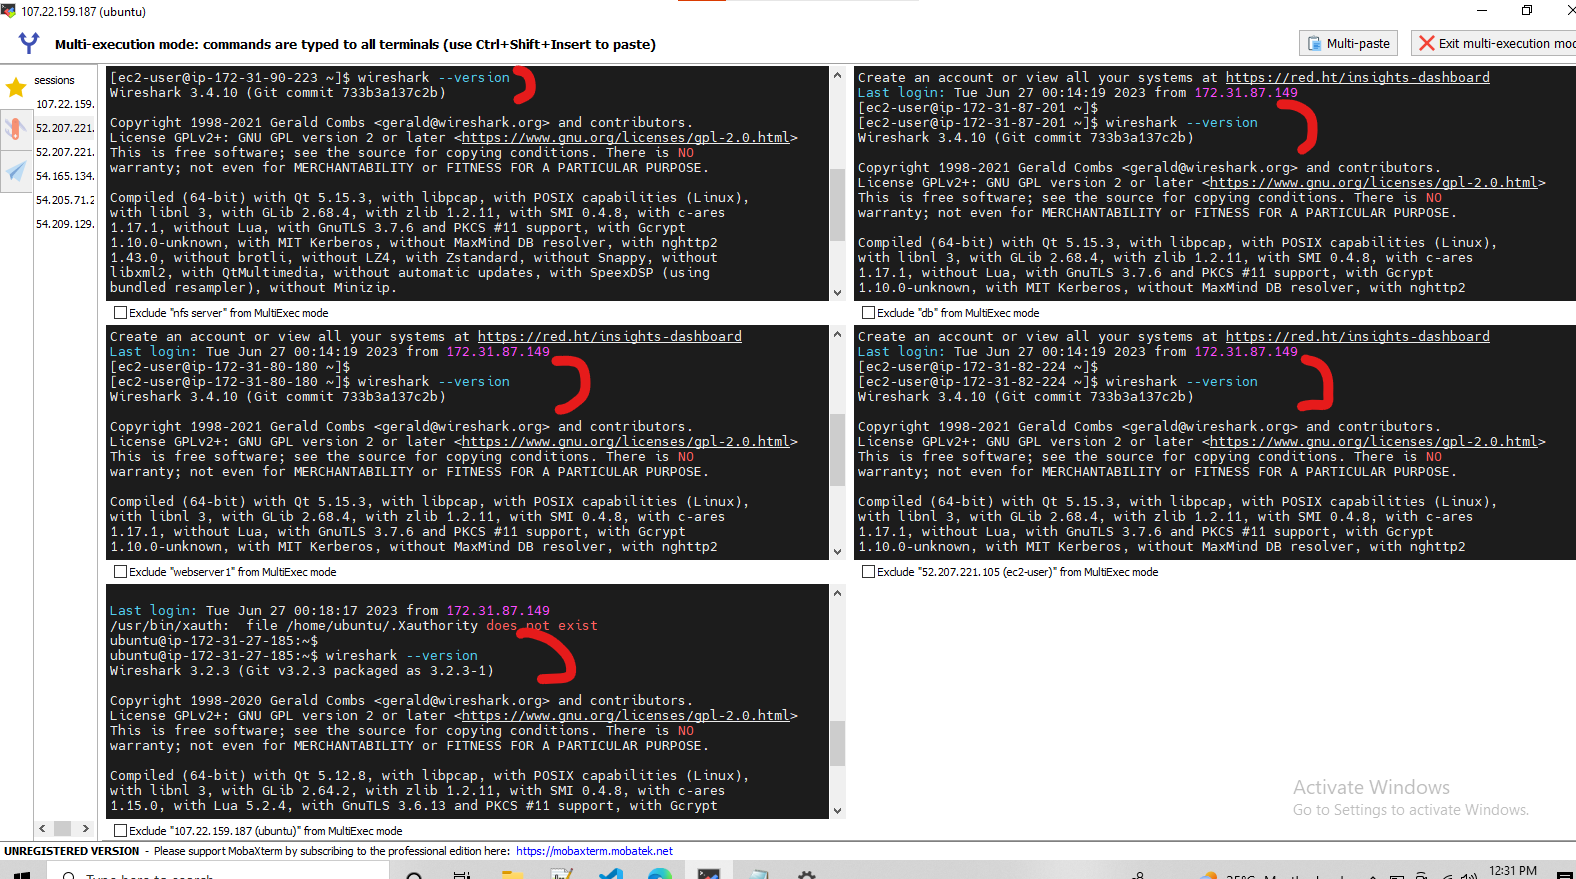 107.22.159.187 (ubuntu)
Multi-execution mode: commands are typed to all terminals (use Ctrl+Shift+Insert to paste)
Multi-paste
Exit multi-execution
sessions
107.22.159.
52.207.221.
52.207.221.
54.165.134.
54.205.71.2
54.209.129.
[ec2-user@ip-172-31-90-223 ~]$ wireshark --version
Wireshark 3.4.10 (Git commit 733b3a137c2b)
Copyright 1998-2021 Gerald Combs <gerald@wireshark.org> and contributors.
License GPLv2+: GNU GPL version 2 or later <https://www.gnu.org/licenses/gpl-2.0.html>
This is free software; see the source for copying conditions. There is NO
warranty; not even for MERCHANTABILITY or FITNESS FOR A PARTICULAR PURPOSE.
Compiled (64-bit) with Qt 5.15.3, with libpcap, with POSIX capabilities (Linux),
with libnl 3, with GLib 2.68.4, with zlib 1.2.11, with SMI 0.4.8, with c-ares
1.17.1, without Lua, with GnuTLS 3.7.6 and PKCS #11 support, with Gcrypt
1.10.0-unknown, with MIT Kerberos, without MaxMind DB resolver, with nghttp2
1.43.0, without brotli, without LZ4, with Zstandard, without Snappy, without
libxml2, with QtMultimedia, without automatic updates, with SpeexDSP (using
bundled resampler), without Minizip.
Exclude "nfs server" from MultiExec mode
Create an account or view all your systems at https://red.ht/insights-dashboard
Last login: Tue Jun 27 00:14:19 2023 from 172.31.87.149
[ec2-user@ip-172-31-87-201 ~]$
[ec2-user@ip-172-31-87-201 ~]$ wireshark --version
Wireshark 3.4.10 (Git commit 733b3a137c2b)
Copyright 1998-2021 Gerald Combs <gerald@wireshark.org> and contributors.
License GPLv2+: GNU GPL version 2 or later <https://www.gnu.org/licenses/gpl-2.0.html>
This is free software; see the source for copying conditions. There is NO
warranty; not even for MERCHANTABILITY or FITNESS FOR A PARTICULAR PURPOSE.
Compiled (64-bit) with Qt 5.15.3, with libpcap, with POSIX capabilities (Linux),
with libnl 3, with GLib 2.68.4, with zlib 1.2.11, with SMI 0.4.8, with c-ares
1.17.1, without Lua, with GnuTLS 3.7.6 and PKCS #11 support, with Gcrypt
1.10.0-unknown, with MIT Kerberos, without MaxMind DB resolver, with nghttp2
Exclude "db" from MultiExec mode
Create an account or view all your systems at https://red.ht/insights-dashboard
Last login: Tue Jun 27 00:14:19 2023 from 172.31.87.149
[ec2-user@ip-172-31-80-180 ~]$
[ec2-user@ip-172-31-80-180 ~]$ wireshark --version
Wireshark 3.4.10 (Git commit 733b3a137c2b)
Copyright 1998-2021 Gerald Combs <gerald@wireshark.org> and contributors.
License GPLv2+: GNU GPL version 2 or later <https://www.gnu.org/licenses/gpl-2.0.html>
This is free software; see the source for copying conditions. There is NO
warranty; not even for MERCHANTABILITY or FITNESS FOR A PARTICULAR PURPOSE.
Compiled (64-bit) with Qt 5.15.3, with libpcap, with POSIX capabilities (Linux),
with libnl 3, with GLib 2.68.4, with zlib 1.2.11, with SMI 0.4.8, with c-ares
1.17.1, without Lua, with GnuTLS 3.7.6 and PKCS #11 support, with Gcrypt
1.10.0-unknown, with MIT Kerberos, without MaxMind DB resolver, with nghttp2
Exclude "webserver1" from MultiExec mode
Create an account or view all your systems at https://red.ht/insights-dashboard
Last login: Tue Jun 27 00:14:19 2023 from 172.31.87.149
[ec2-user@ip-172-31-82-224 ~]$
[ec2-user@ip-172-31-82-224 ~]$ wireshark --version
Wireshark 3.4.10 (Git commit 733b3a137c2b)
Copyright 1998-2021 Gerald Combs <gerald@wireshark.org> and contributors.
License GPLv2+: GNU GPL version 2 or later <https://www.gnu.org/licenses/gpl-2.0.html>
This is free software; see the source for copying conditions. There is NO
warranty; not even for MERCHANTABILITY or FITNESS FOR A PARTICULAR PURPOSE.
Compiled (64-bit) with Qt 5.15.3, with libpcap, with POSIX capabilities (Linux),
with libnl 3, with GLib 2.68.4, with zlib 1.2.11, with SMI 0.4.8, with c-ares
1.17.1, without Lua, with GnuTLS 3.7.6 and PKCS #11 support, with Gcrypt
1.10.0-unknown, with MIT Kerberos, without MaxMind DB resolver, with nghttp2
Exclude "52.207.221.105 (ec2-user)" from MultiExec mode
Last login: Tue Jun 27 00:18:17 2023 from 172.31.87.149
/usr/bin/xauth:  file /home/ubuntu/.Xauthority does not exist
ubuntu@ip-172-31-27-185:~$
ubuntu@ip-172-31-27-185:~$ wireshark --version
Wireshark 3.2.3 (Git v3.2.3 packaged as 3.2.3-1)
Copyright 1998-2020 Gerald Combs <gerald@wireshark.org> and contributors.
License GPLv2+: GNU GPL version 2 or later <https://www.gnu.org/licenses/gpl-2.0.html>
This is free software; see the source for copying conditions. There is NO
warranty; not even for MERCHANTABILITY or FITNESS FOR A PARTICULAR PURPOSE.
Compiled (64-bit) with Qt 5.12.8, with libpcap, with POSIX capabilities (Linux),
with libnl 3, with GLib 2.64.2, with zlib 1.2.11, with SMI 0.4.8, with c-ares
1.15.0, with Lua 5.2.4, with GnuTLS 3.6.13 and PKCS #11 support, with Gcrypt
Exclude "107.22.159.187 (ubuntu)" from MultiExec mode
Activate Windows
Go to Settings to activate Windows.
UNREGISTERED VERSION - Please support MobaXterm by subscribing to the professional edition here: https://mobaxterm.mobatek.net
Type here to search
12:31 PM